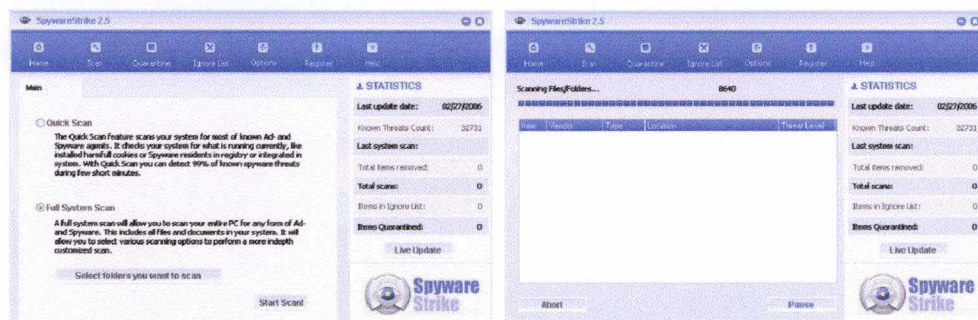 SpywareStrike 2.5
Home Scan Quarantine Ignore List Options Register Help
Main
Quick Scan
The Quick Scan feature scans your system for most of known Ad- and
Spyware agents. It checks your system for what is running currently, like
installed harmfull cookies or Spyware residents in registry or integrated in
system. With Quick Scan you can detect 99% of known spyware threats
during few short minutes.
Full System Scan
A full system scan will allow you to scan your entire PC for any form of Ad-
and Spyware. This includes all files and documents in your system. It will
allow you to select various scanning options to perform a more indepth
customized scan.
Select folders you want to scan
Start Scan!
STATISTICS
Last update date: 02/27/2006
Known Threats Count: 32731
Last system scan:
Total items removed: 0
Total scans: 0
Items in Ignore List: 0
Items Quarantined: 0
Live Update
Spyware
Strike
SpywareStrike 2.5
Home Scan Quarantine Ignore List Options Register Help
Scanning Files/Folders... 8640
Item Vendor Type Location Threat Level
Abort Pause
STATISTICS
Last update date: 02/27/2006
Known Threats Count: 32731
Last system scan:
Total items removed: 0
Total scans: 0
Items in Ignore List: 0
Items Quarantined: 0
Live Update
Spyware
Strike